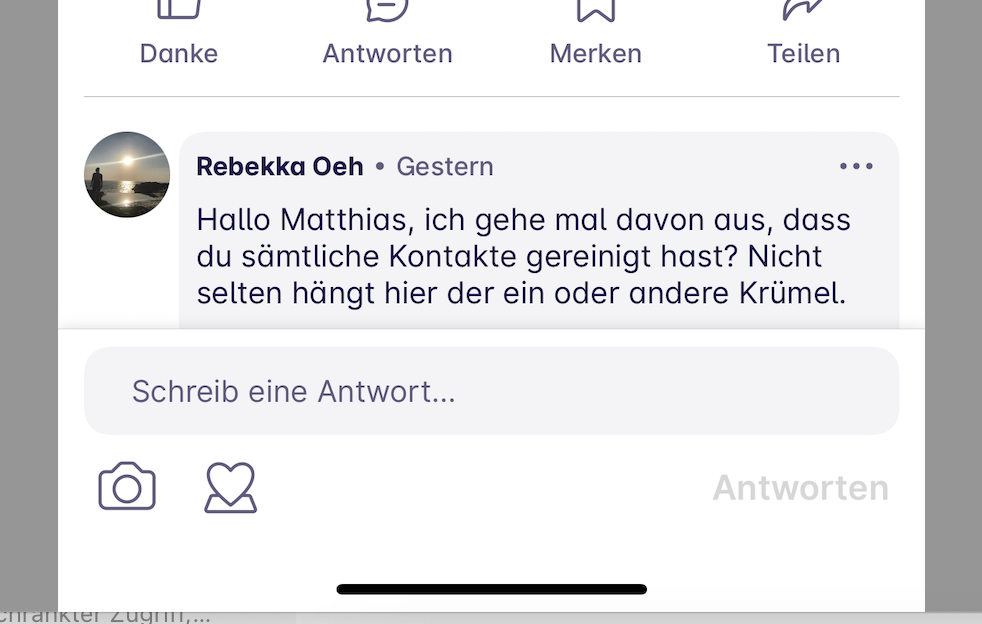 Danke Antworten Merken Teilen
Rebekka Oeh • Gestern
Hallo Matthias, ich gehe mal davon aus, dass
du sämtliche Kontakte gereinigt hast? Nicht
selten hängt hier der ein oder andere Krümel.
Schreib eine Antwort...
Antworten
chränkter Zugriff,...